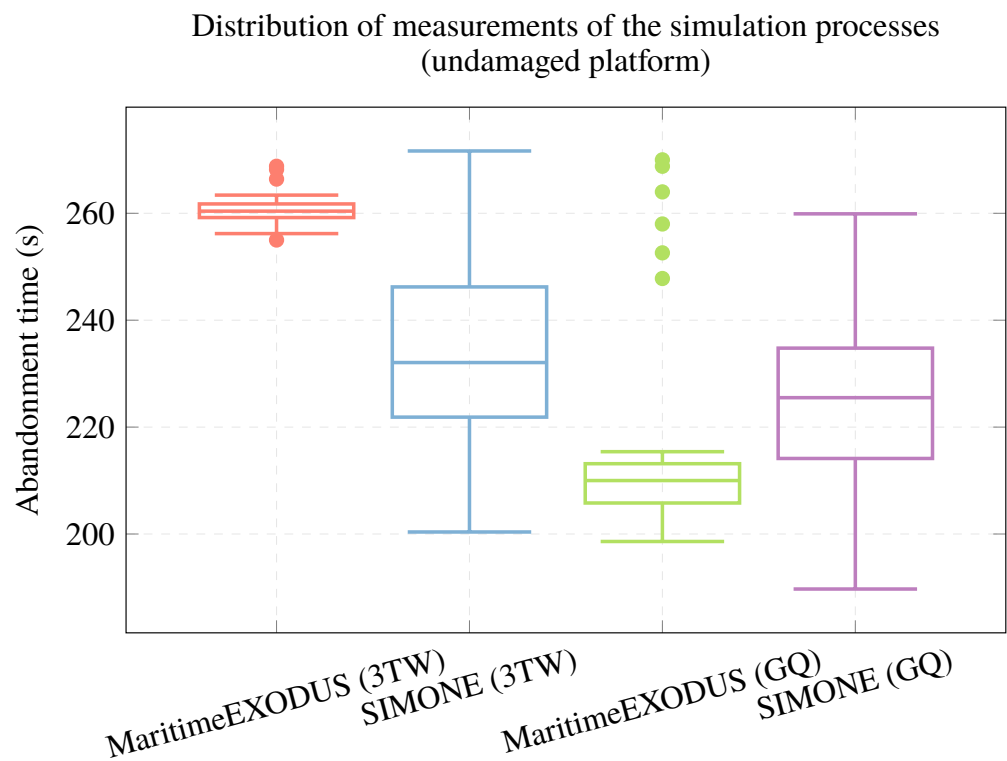 Distribution of measurements of the simulation processes
(undamaged platform)
Abandonment time (s)
260
240
220
200
MaritimeEXODUS (3TW)
SIMONE (3TW)
MaritimeEXODUS (GQ)
SIMONE (GQ)